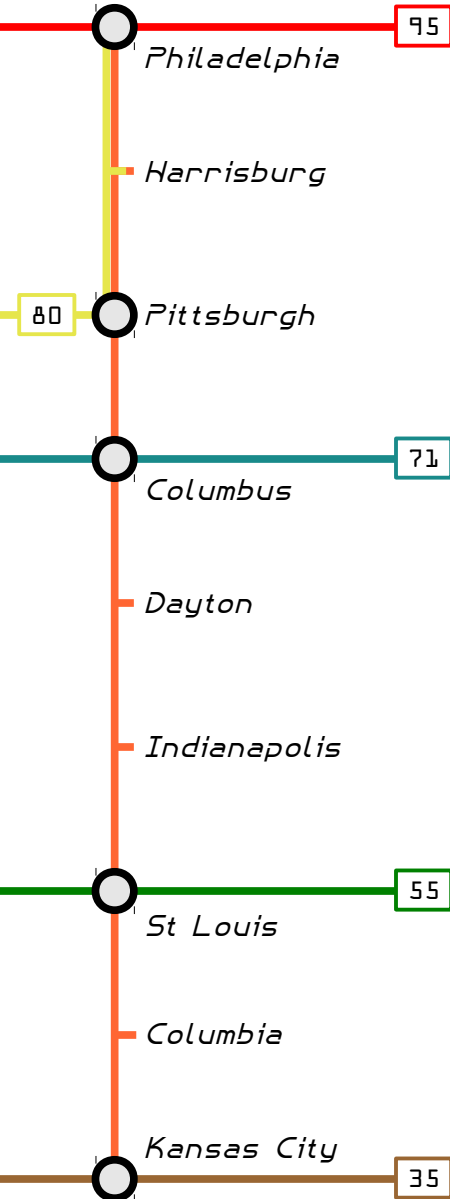 95
Philadelphia
Harrisburg
80 Pittsburgh
71
Columbus
Dayton
Indianapolis
55
St Louis
Columbia
Kansas City
35